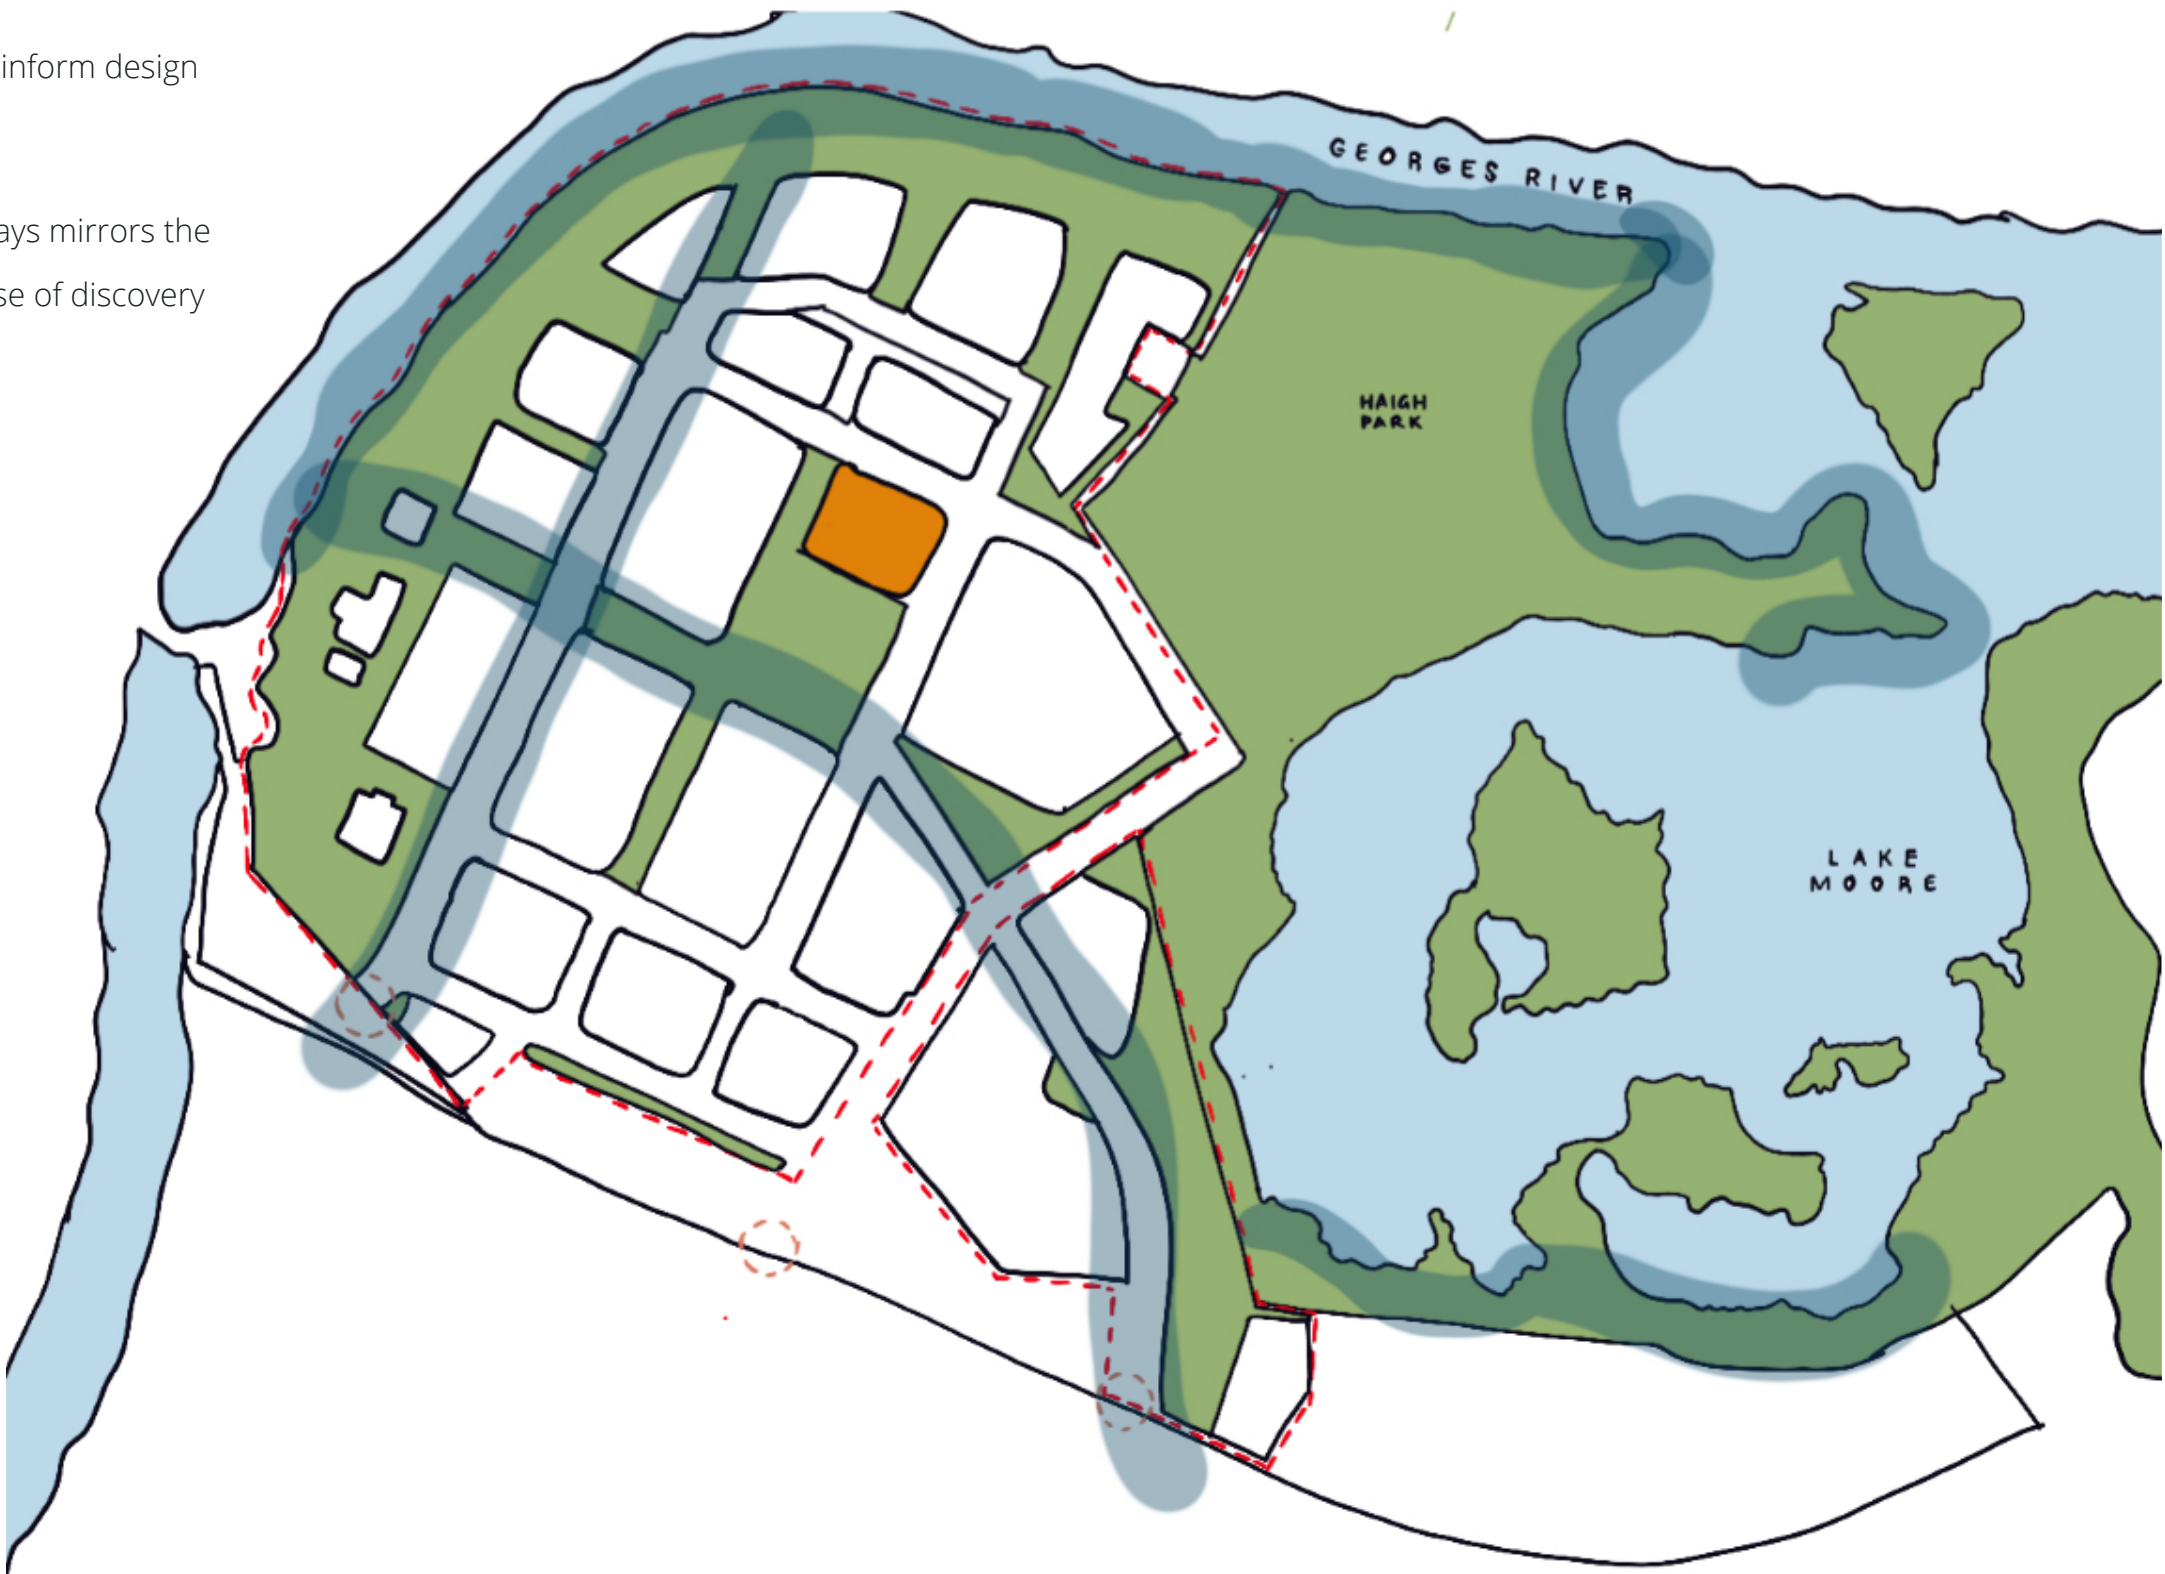 inform design
ays mirrors the
se of discovery
GEORGES RIVER
HAIGH
PARK
LAKE
MOORE